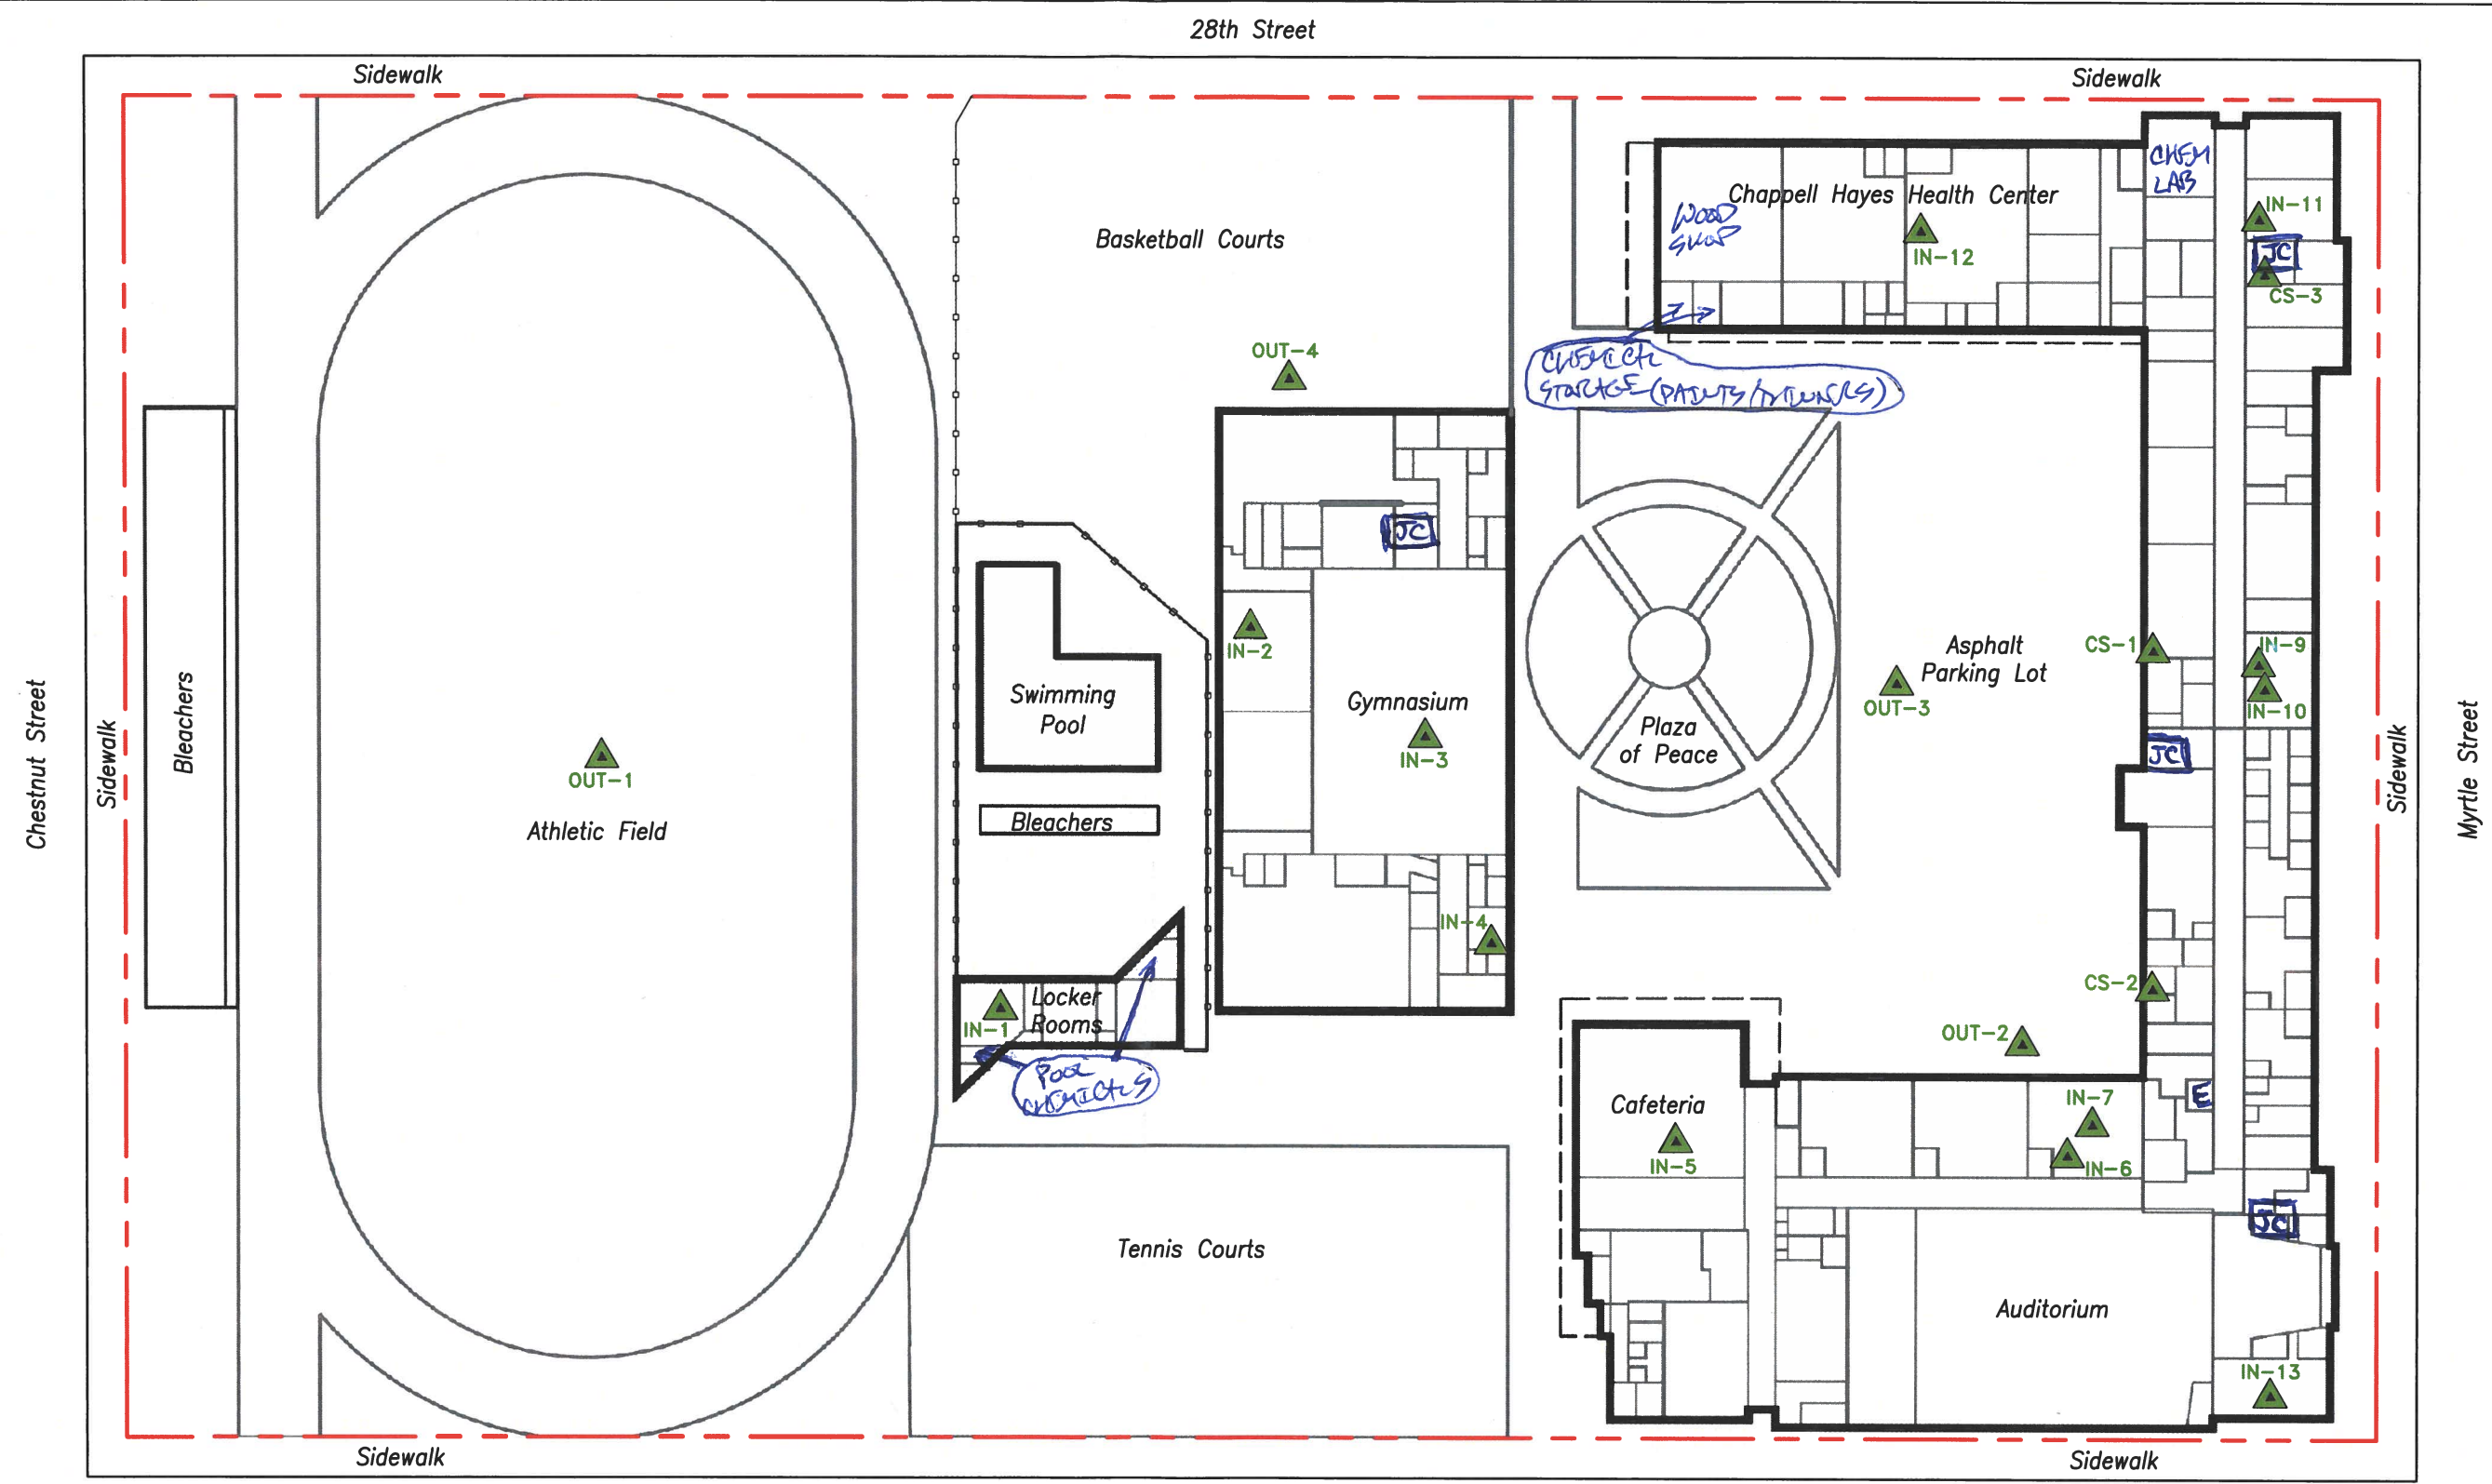 28th Street
Sidewalk
Sidewalk
CHEM
LAB
Chappell Hayes Health Center
WOOD
SHOP
IN-11
IN-12
JC
CS-3
Basketball Courts
OUT-4
CHEMICAL
STORAGE (PAINTS/THINNERS)
JC
IN-2
Swimming
Pool
Gymnasium
IN-3
Plaza
of Peace
Asphalt
Parking Lot
OUT-3
CS-1
IN-9
IN-10
JC
Chestnut Street
Sidewalk
Bleachers
OUT-1
Athletic Field
Bleachers
Sidewalk
Myrtle Street
IN-4
CS-2
Locker
Rooms
IN-1
OUT-2
POOL
CHEMICALS
E
Cafeteria
IN-5
IN-7
IN-6
JC
Tennis Courts
Auditorium
IN-13
Sidewalk
Sidewalk